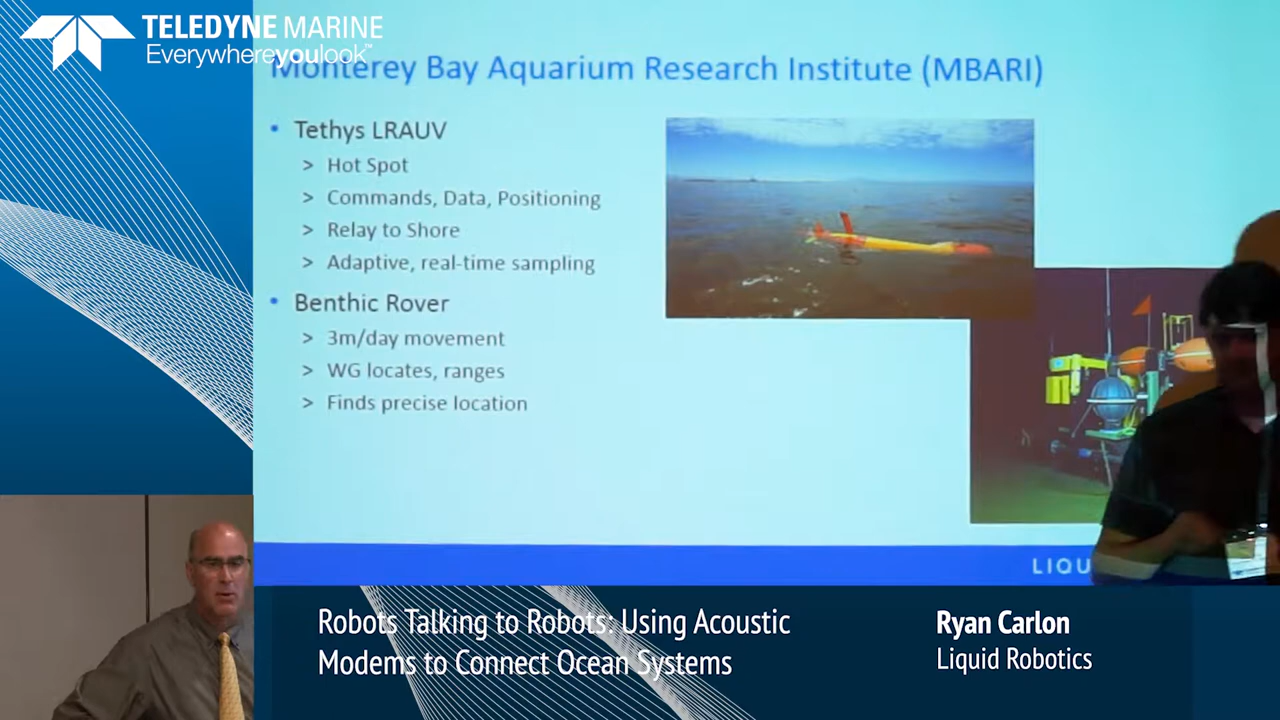 TELEDYNE MARINE
Everywhereyoulook™
Monterey Bay Aquarium Research Institute (MBARI)
• Tethys LRAUV
> Hot Spot
> Commands, Data, Positioning
> Relay to Shore
> Adaptive, real-time sampling
• Benthic Rover
> 3m/day movement
> WG locates, ranges
> Finds precise location
LIQU
Robots Talking to Robots: Using Acoustic
Modems to Connect Ocean Systems
Ryan Carlon
Liquid Robotics